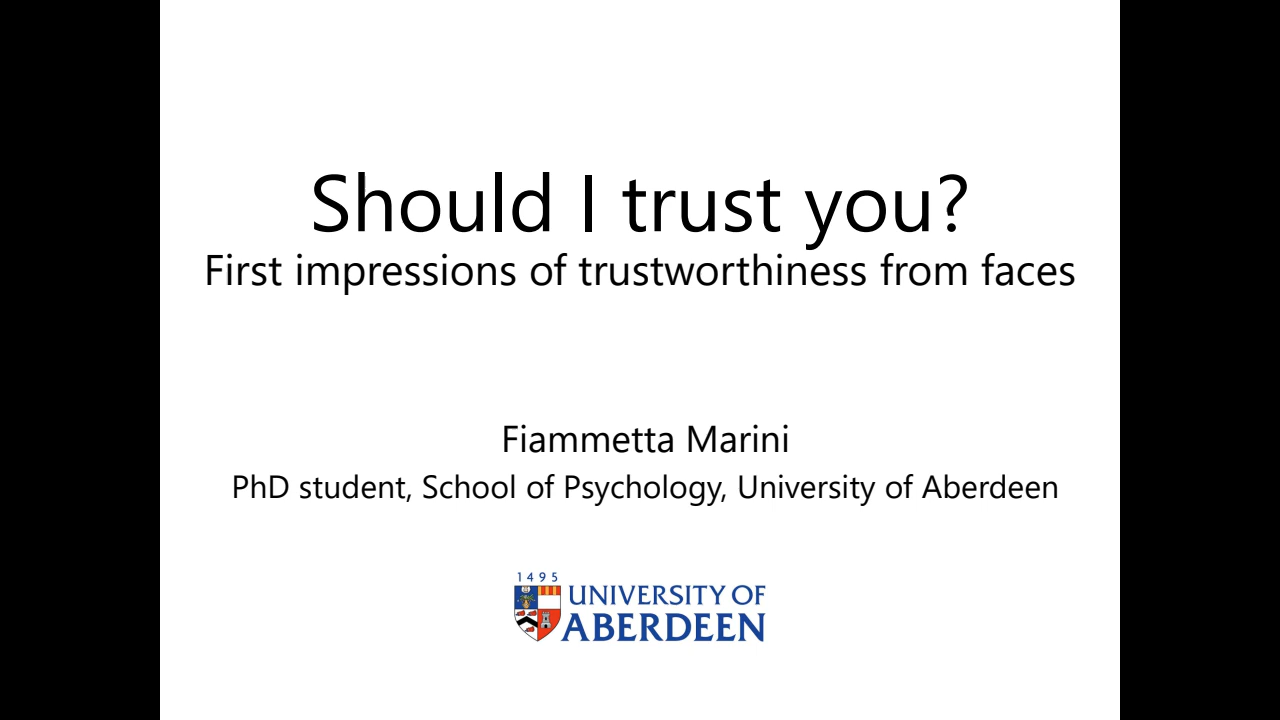 Should I trust you?
First impressions of trustworthiness from faces
Fiammetta Marini
PhD student, School of Psychology, University of Aberdeen
1495
UNIVERSITY OF
ABERDEEN